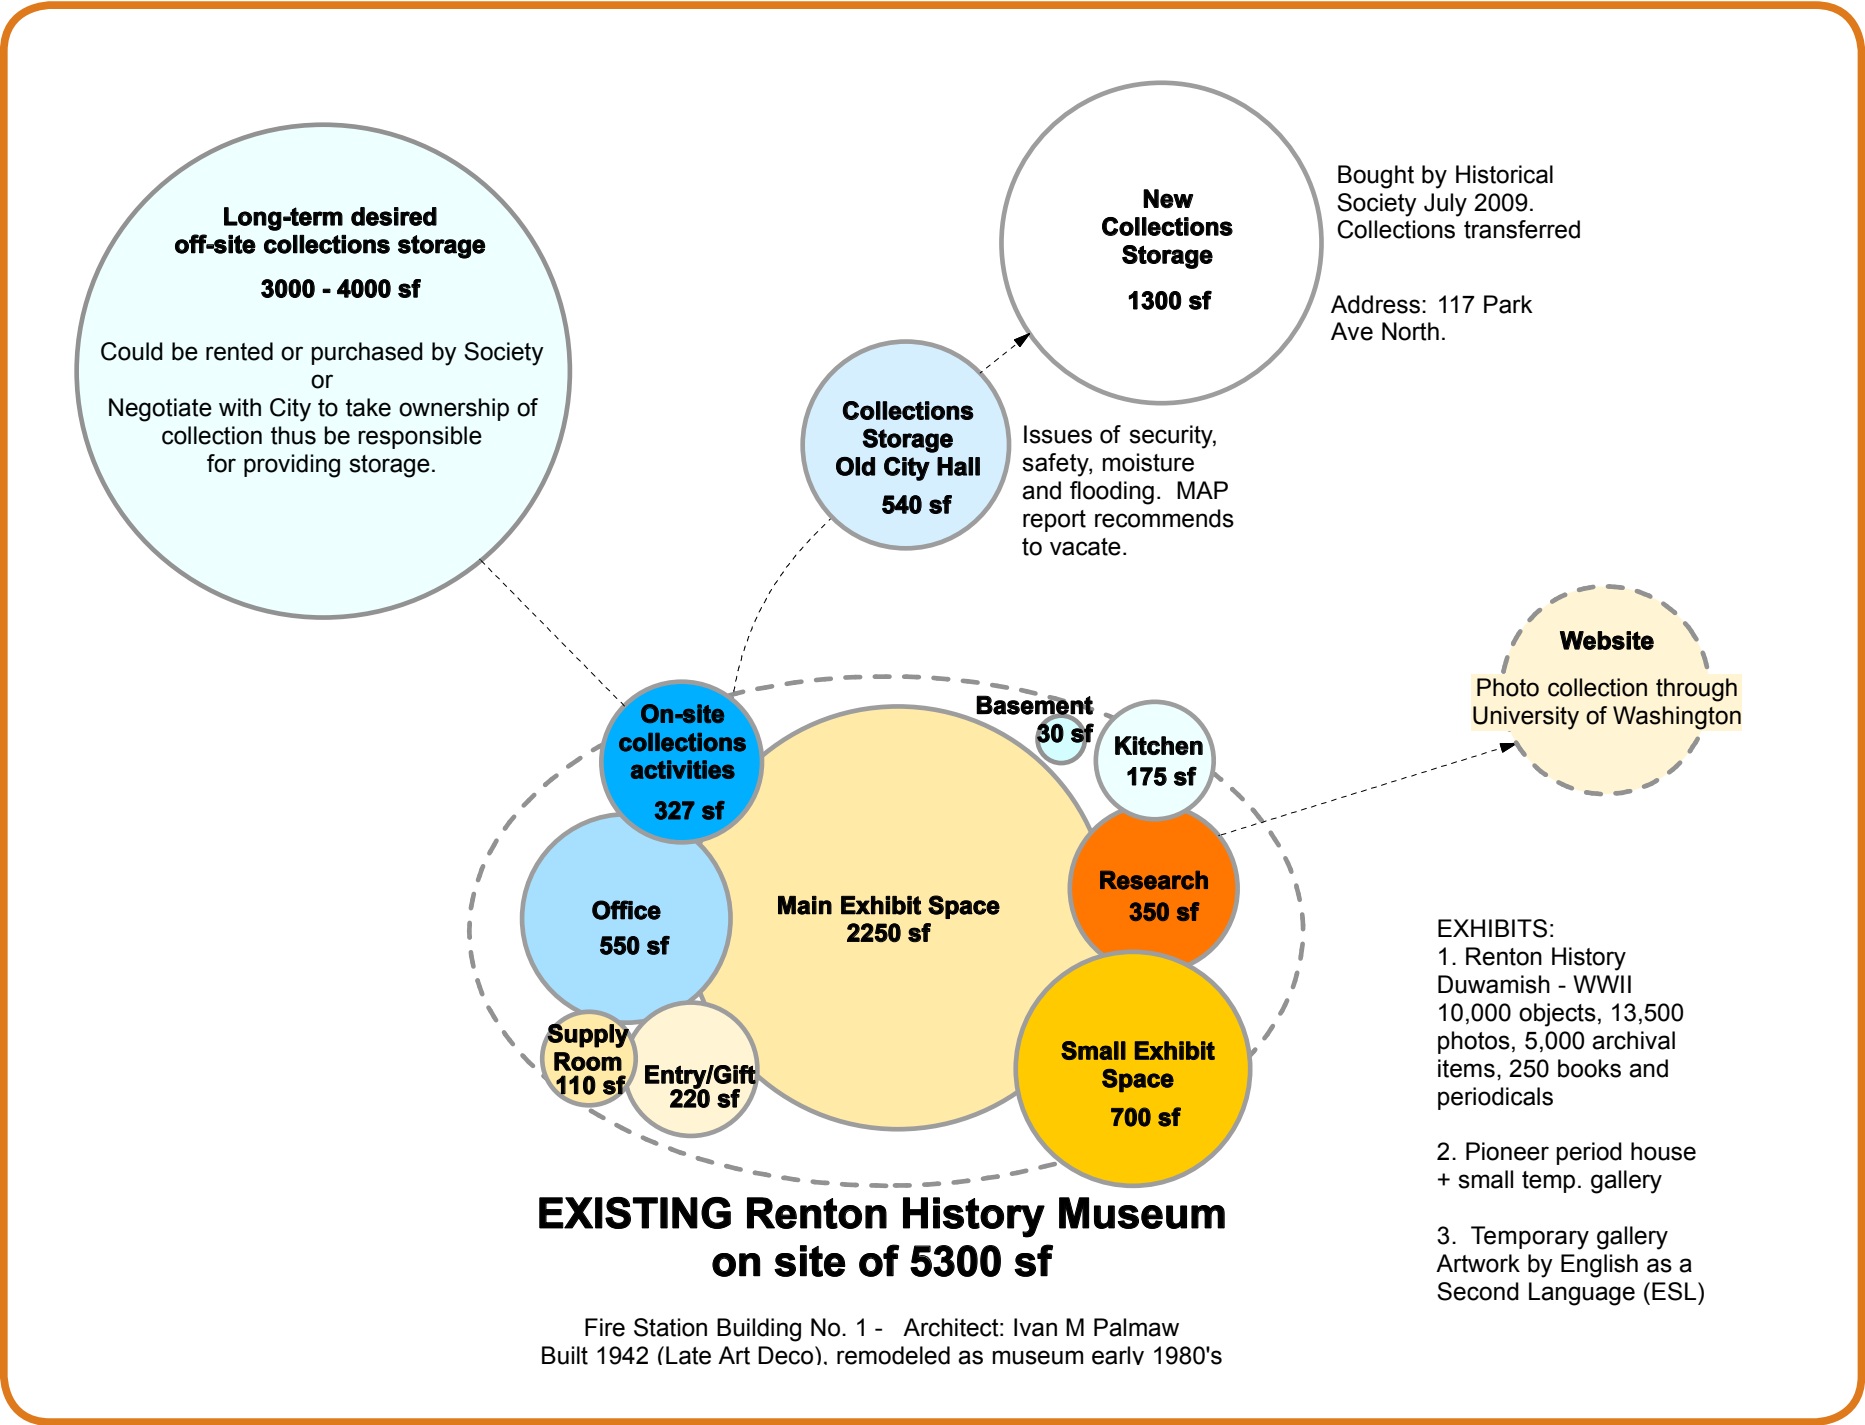 Long-term desired
off-site collections storage
3000 - 4000 sf
Could be rented or purchased by Society
or
Negotiate with City to take ownership of
collection thus be responsible
for providing storage.
New
Collections
Storage
1300 sf
Bought by Historical
Society July 2009.
Collections transferred
Address: 117 Park
Ave North.
Collections
Storage
Old City Hall
540 sf
Issues of security,
safety, moisture
and flooding. MAP
report recommends
to vacate.
Website
Photo collection through
University of Washington
On-site
collections
activities
327 sf
Basement
30 sf
Kitchen
175 sf
Office
550 sf
Main Exhibit Space
2250 sf
Research
350 sf
Supply
Room
110 sf
Entry/Gift
220 sf
Small Exhibit
Space
700 sf
EXHIBITS:
1. Renton History
Duwamish - WWII
10,000 objects, 13,500
photos, 5,000 archival
items, 250 books and
periodicals
2. Pioneer period house
+ small temp. gallery
3. Temporary gallery
Artwork by English as a
Second Language (ESL)
EXISTING Renton History Museum
on site of 5300 sf
Fire Station Building No. 1 - Architect: Ivan M Palmaw
Built 1942 (Late Art Deco), remodeled as museum early 1980's